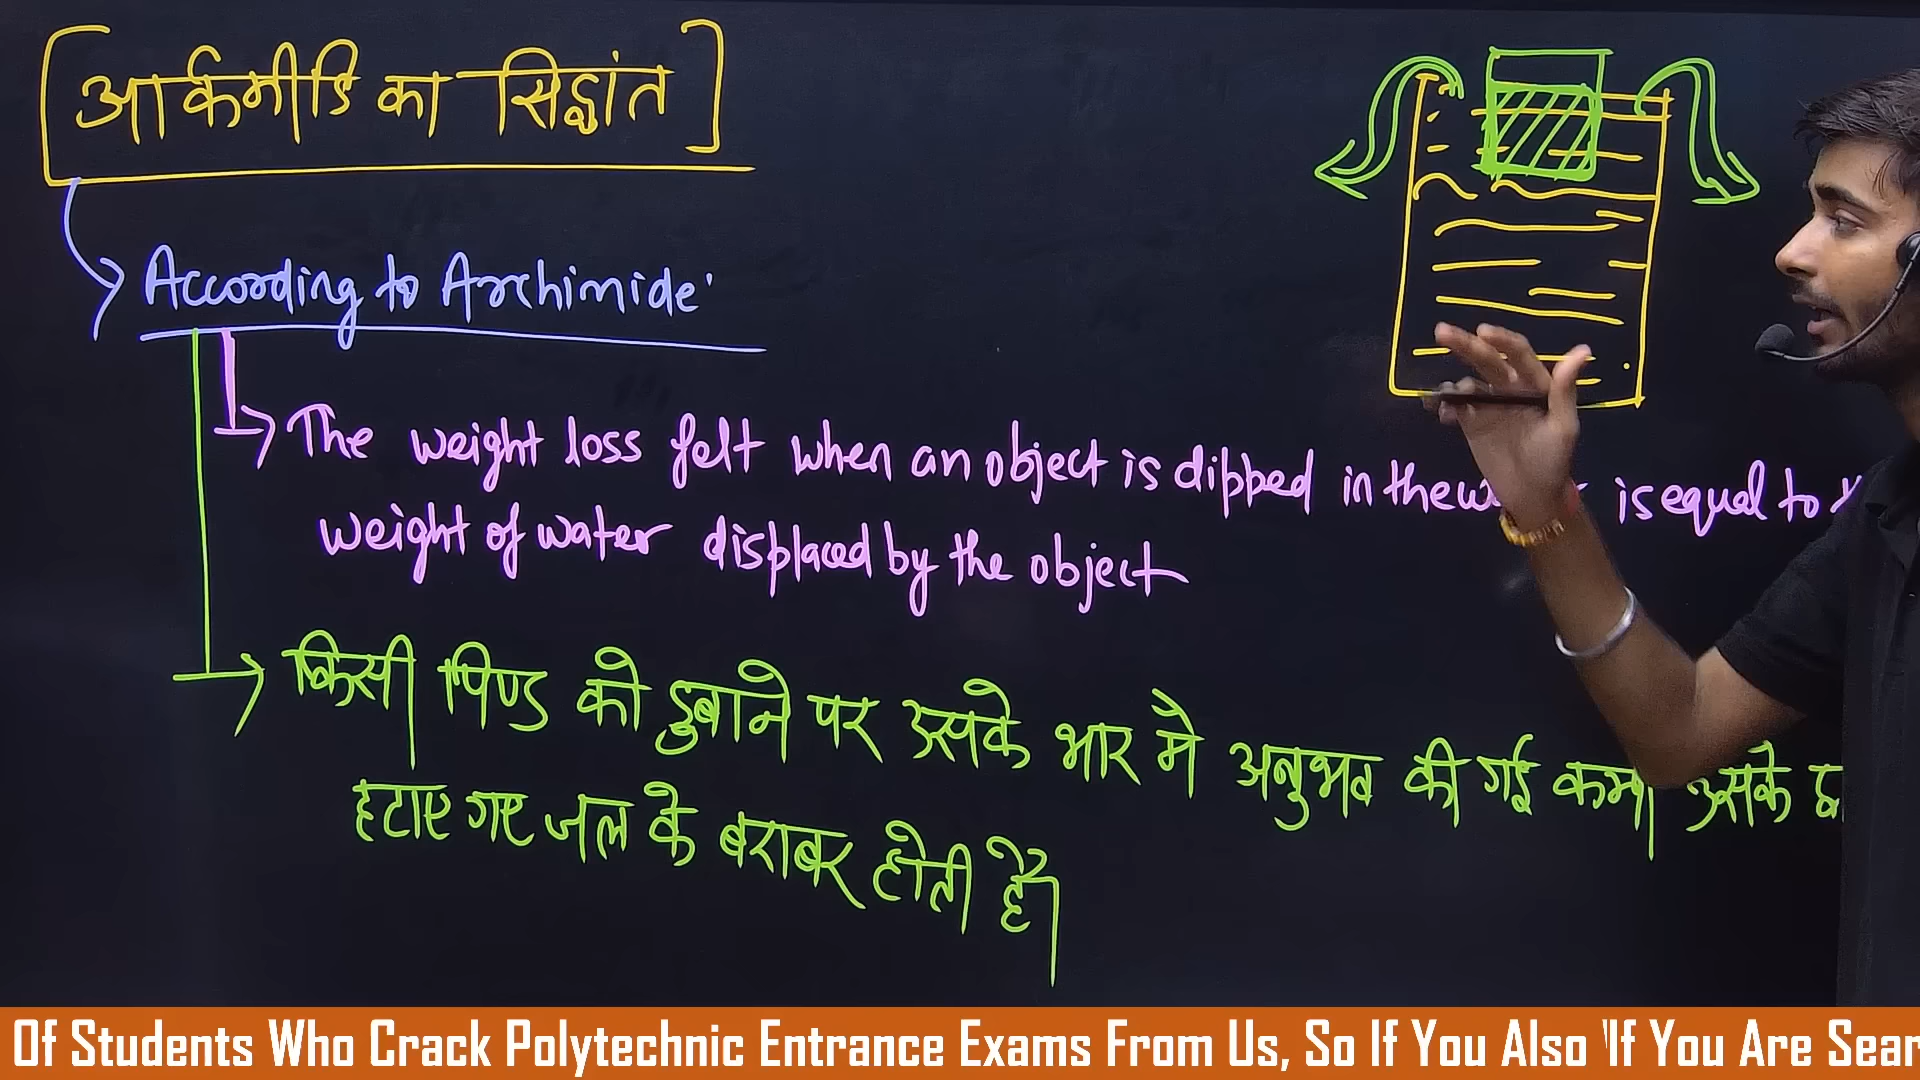 [आर्कमीडि का सिद्धांत]
According to Archimide'
The weight loss felt when an object is dipped in the is equal to
weight of water displaced by the object
किसी पिण्ड को डुबाने पर उसके भार मे अनुभव की गई कमी उसके
हटाए गए जल के बराबर होती है।
Of Students Who Crack Polytechnic Entrance Exams From Us, So If You Also If You Are Sear